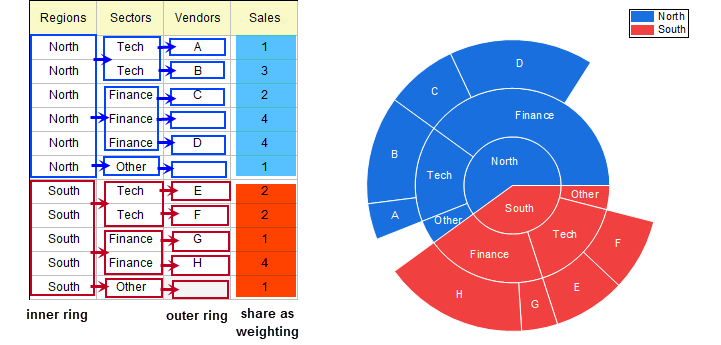 Regions Sectors Vendors Sales
North Tech A 1
North Tech B 3
North Finance C 2
North Finance 4
North Finance D 4
North Other 1
South Tech E 2
South Tech F 2
South Finance G 1
South Finance H 4
South Other 1
inner ring outer ring share as
weighting
North
South
D
C
Finance
B
North
Tech
Other
A
South
Other
Tech
F
Finance
E
H
G